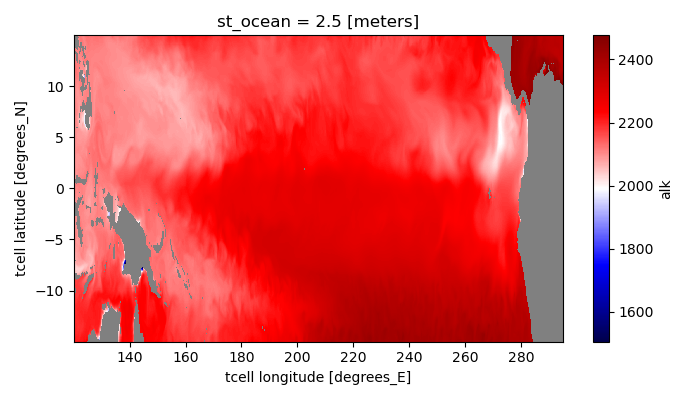 st_ocean = 2.5 [meters]
10
5
0
−5
−10
tcell latitude [degrees_N]
140 160 180 200 220 240 260 280
tcell longitude [degrees_E]
2400
2200
2000
1800
1600
alk